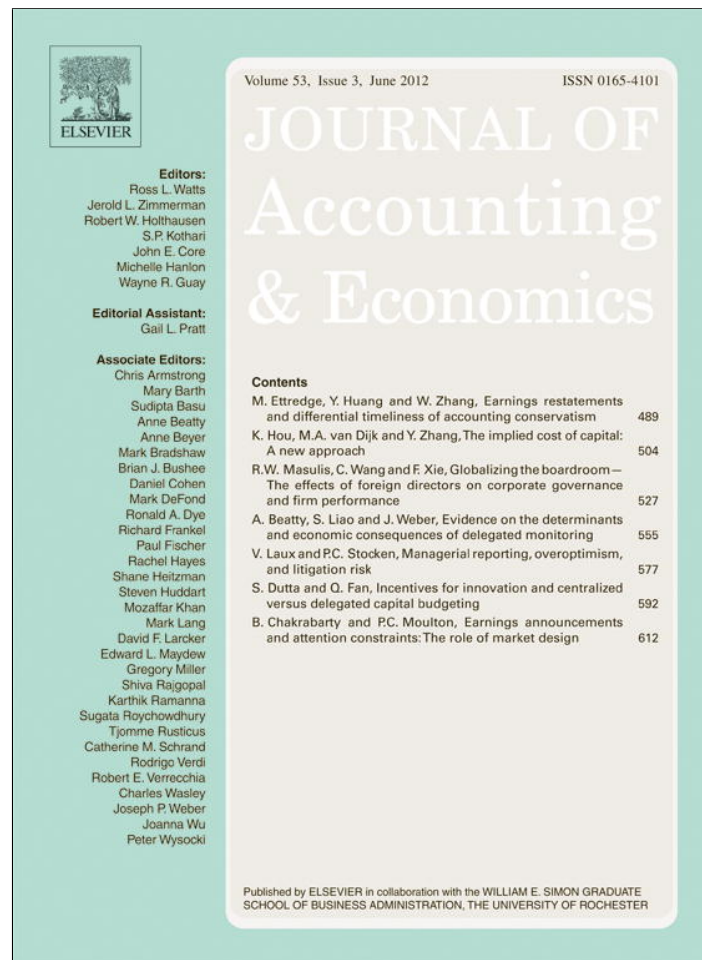 ELSEVIER
Editors:
Ross L. Watts
Jerold L. Zimmerman
Robert W. Holthausen
S.P. Kothari
John E. Core
Michelle Hanlon
Wayne R. Guay
Editorial Assistant:
Gail L. Pratt
Associate Editors:
Chris Armstrong
Mary Barth
Sudipta Basu
Anne Beatty
Anne Beyer
Mark Bradshaw
Brian J. Bushee
Daniel Cohen
Mark DeFond
Ronald A. Dye
Richard Frankel
Paul Fischer
Rachel Hayes
Shane Heitzman
Steven Huddart
Mozaffar Khan
Mark Lang
David F. Larcker
Edward L. Maydew
Gregory Miller
Shiva Rajgopal
Karthik Ramanna
Sugata Roychowdhury
Tjomme Rusticus
Catherine M. Schrand
Rodrigo Verdi
Robert E. Verrecchia
Charles Wasley
Joseph P. Weber
Joanna Wu
Peter Wysocki
Volume 53, Issue 3, June 2012 ISSN 0165-4101
JOURNAL OF
Accounting
& Economics
Contents
M. Ettredge, Y. Huang and W. Zhang, Earnings restatements
and differential timeliness of accounting conservatism 489
K. Hou, M.A. van Dijk and Y. Zhang, The implied cost of capital:
A new approach 504
R.W. Masulis, C. Wang and F. Xie, Globalizing the boardroom—
The effects of foreign directors on corporate governance
and firm performance 527
A. Beatty, S. Liao and J. Weber, Evidence on the determinants
and economic consequences of delegated monitoring 555
V. Laux and P.C. Stocken, Managerial reporting, overoptimism,
and litigation risk 577
S. Dutta and Q. Fan, Incentives for innovation and centralized
versus delegated capital budgeting 592
B. Chakrabarty and P.C. Moulton, Earnings announcements
and attention constraints: The role of market design 612
Published by ELSEVIER in collaboration with the WILLIAM E. SIMON GRADUATE
SCHOOL OF BUSINESS ADMINISTRATION, THE UNIVERSITY OF ROCHESTER